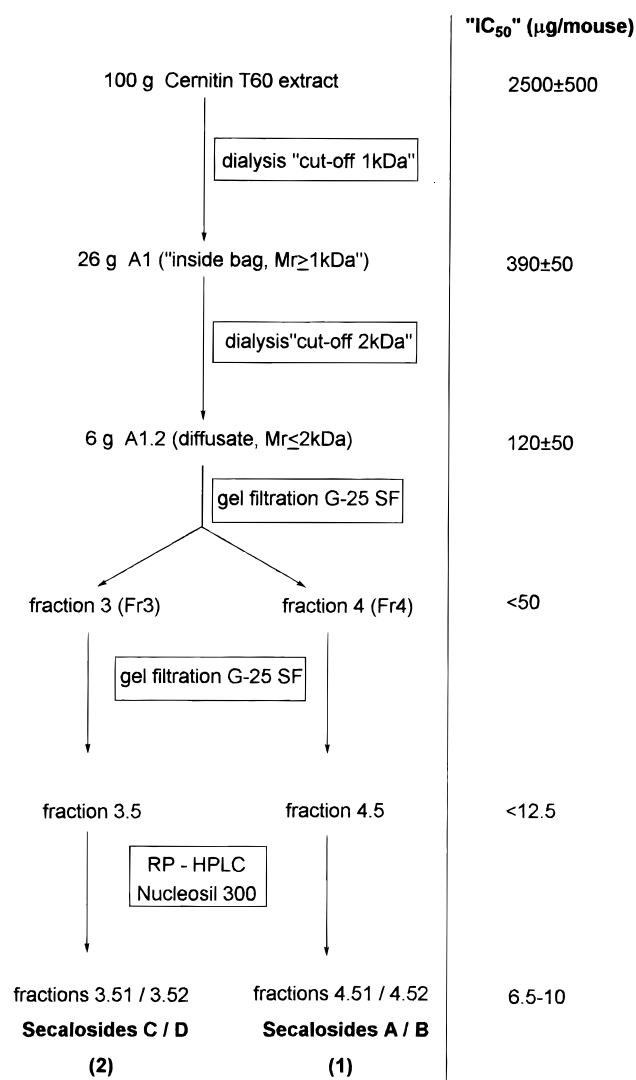 "IC50" (µg/mouse)
100 g Cernitin T60 extract
2500±500
dialysis "cut-off 1kDa"
26 g A1 ("inside bag, Mr≥1kDa")
390±50
dialysis"cut-off 2kDa"
6 g A1.2 (diffusate, Mr≤2kDa)
120±50
gel filtration G-25 SF
fraction 3 (Fr3)
fraction 4 (Fr4)
<50
gel filtration G-25 SF
fraction 3.5
fraction 4.5
<12.5
RP - HPLC
Nucleosil 300
fractions 3.51 / 3.52
fractions 4.51 / 4.52
6.5-10
Secalosides C / D
Secalosides A / B
(2)
(1)